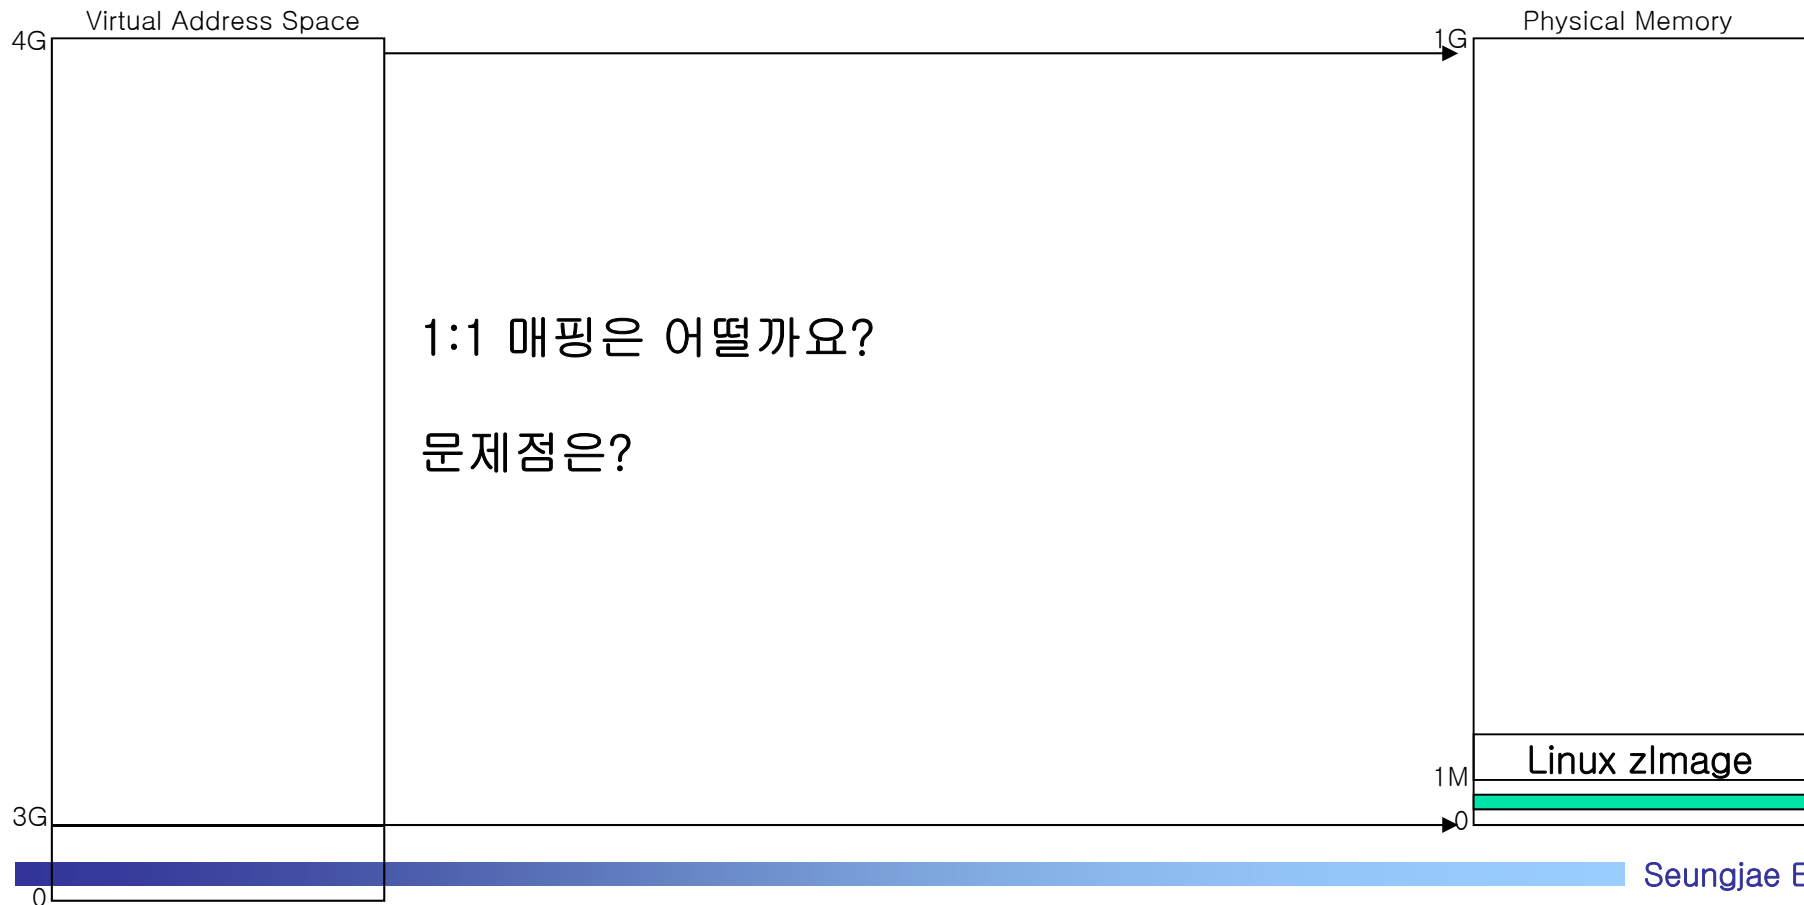 Virtual Address Space
Physical Memory
4G
1G
1:1 매핑은 어떨까요?
문제점은?
Linux zImage
1M
3G
0
0
Seungjae